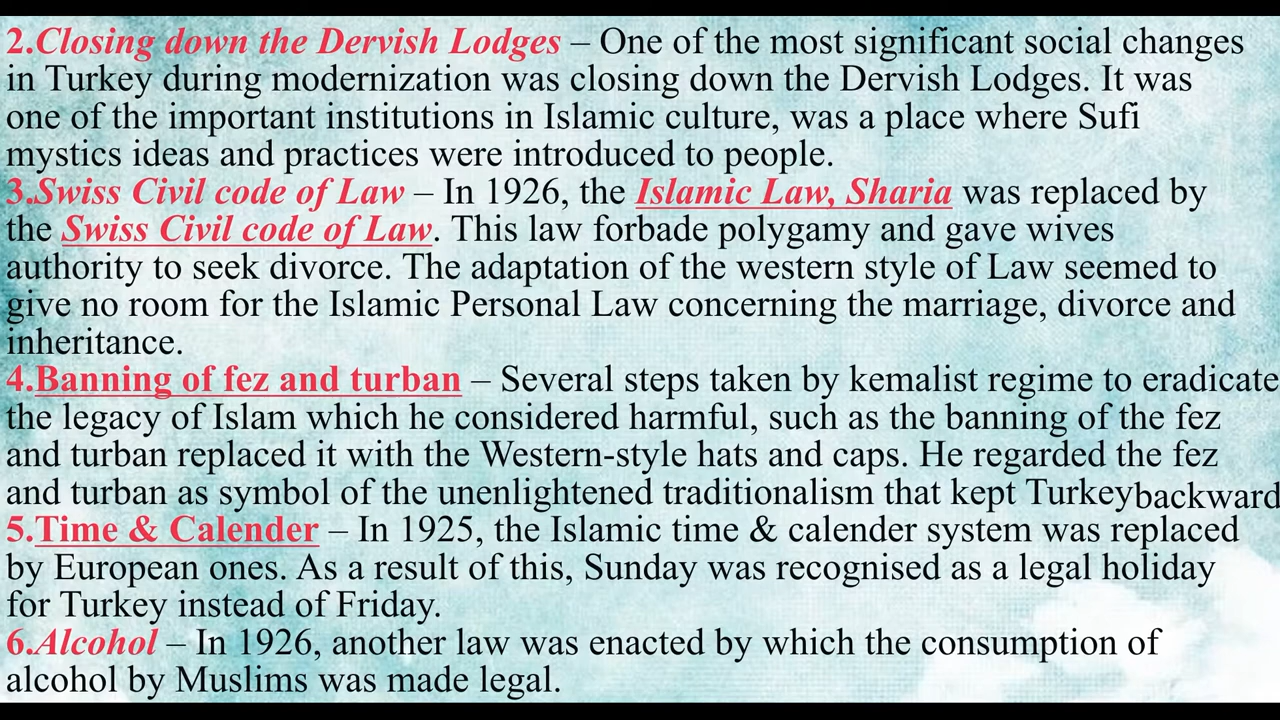 2.Closing down the Dervish Lodges – One of the most significant social changes
in Turkey during modernization was closing down the Dervish Lodges. It was
one of the important institutions in Islamic culture, was a place where Sufi
mystics ideas and practices were introduced to people.
3.Swiss Civil code of Law – In 1926, the Islamic Law, Sharia was replaced by
the Swiss Civil code of Law. This law forbade polygamy and gave wives
authority to seek divorce. The adaptation of the western style of Law seemed to
give no room for the Islamic Personal Law concerning the marriage, divorce and
inheritance.
4.Banning of fez and turban – Several steps taken by kemalist regime to eradicate
the legacy of Islam which he considered harmful, such as the banning of the fez
and turban replaced it with the Western-style hats and caps. He regarded the fez
and turban as symbol of the unenlightened traditionalism that kept Turkeybackward
5.Time & Calender – In 1925, the Islamic time & calender system was replaced
by European ones. As a result of this, Sunday was recognised as a legal holiday
for Turkey instead of Friday.
6.Alcohol – In 1926, another law was enacted by which the consumption of
alcohol by Muslims was made legal.